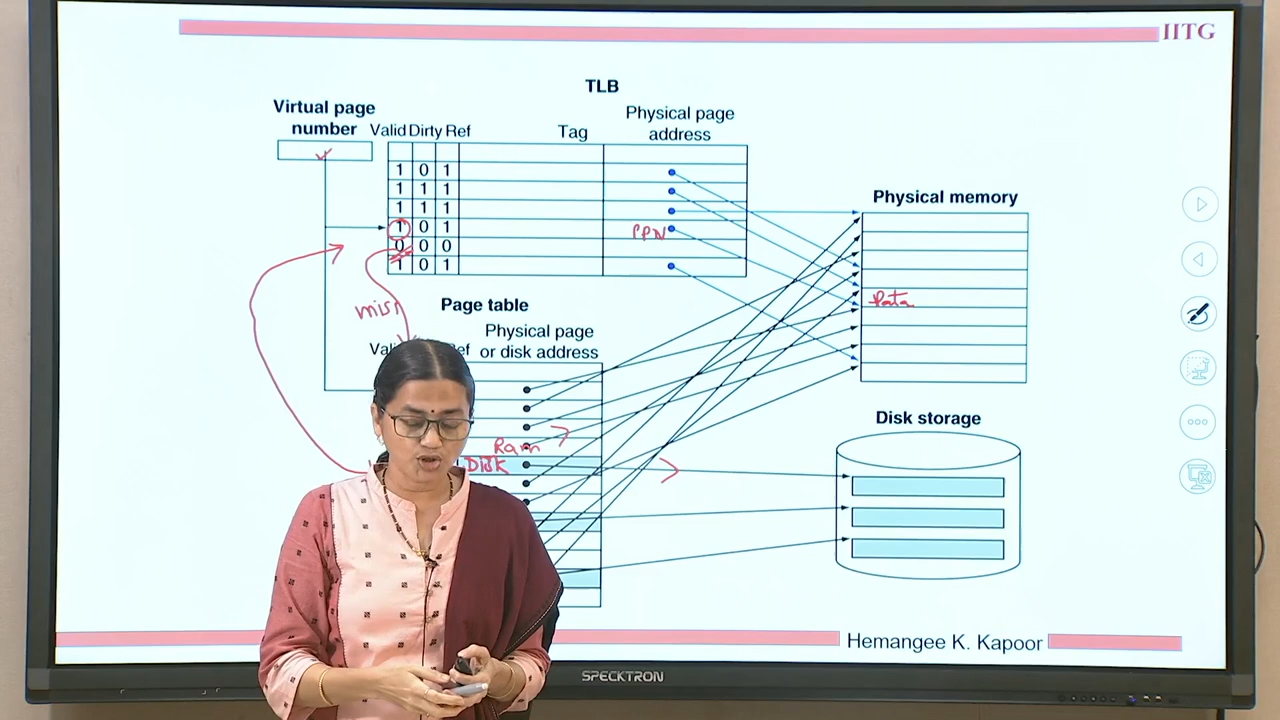 IITG
TLB
Virtual page
number
Valid Dirty Ref
Tag
Physical page
address
1 0 1
1 1 1
1 1 1
1 0 1
0 0 0
1 0 1
PPN
miss
Physical memory
Data
Page table
Physical page
or disk address
Ref
Ram
DISK
Disk storage
Hemangee K. Kapoor
SPECKTRON